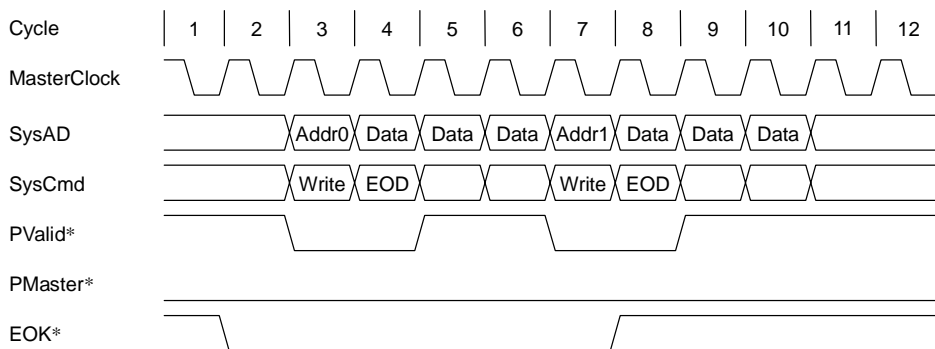 Cycle 1 2 3 4 5 6 7 8 9 10 11 12
MasterClock
SysAD Addr0 Data Data Data Addr1 Data Data Data
SysCmd Write EOD Write EOD
PValid*
PMaster*
EOK*